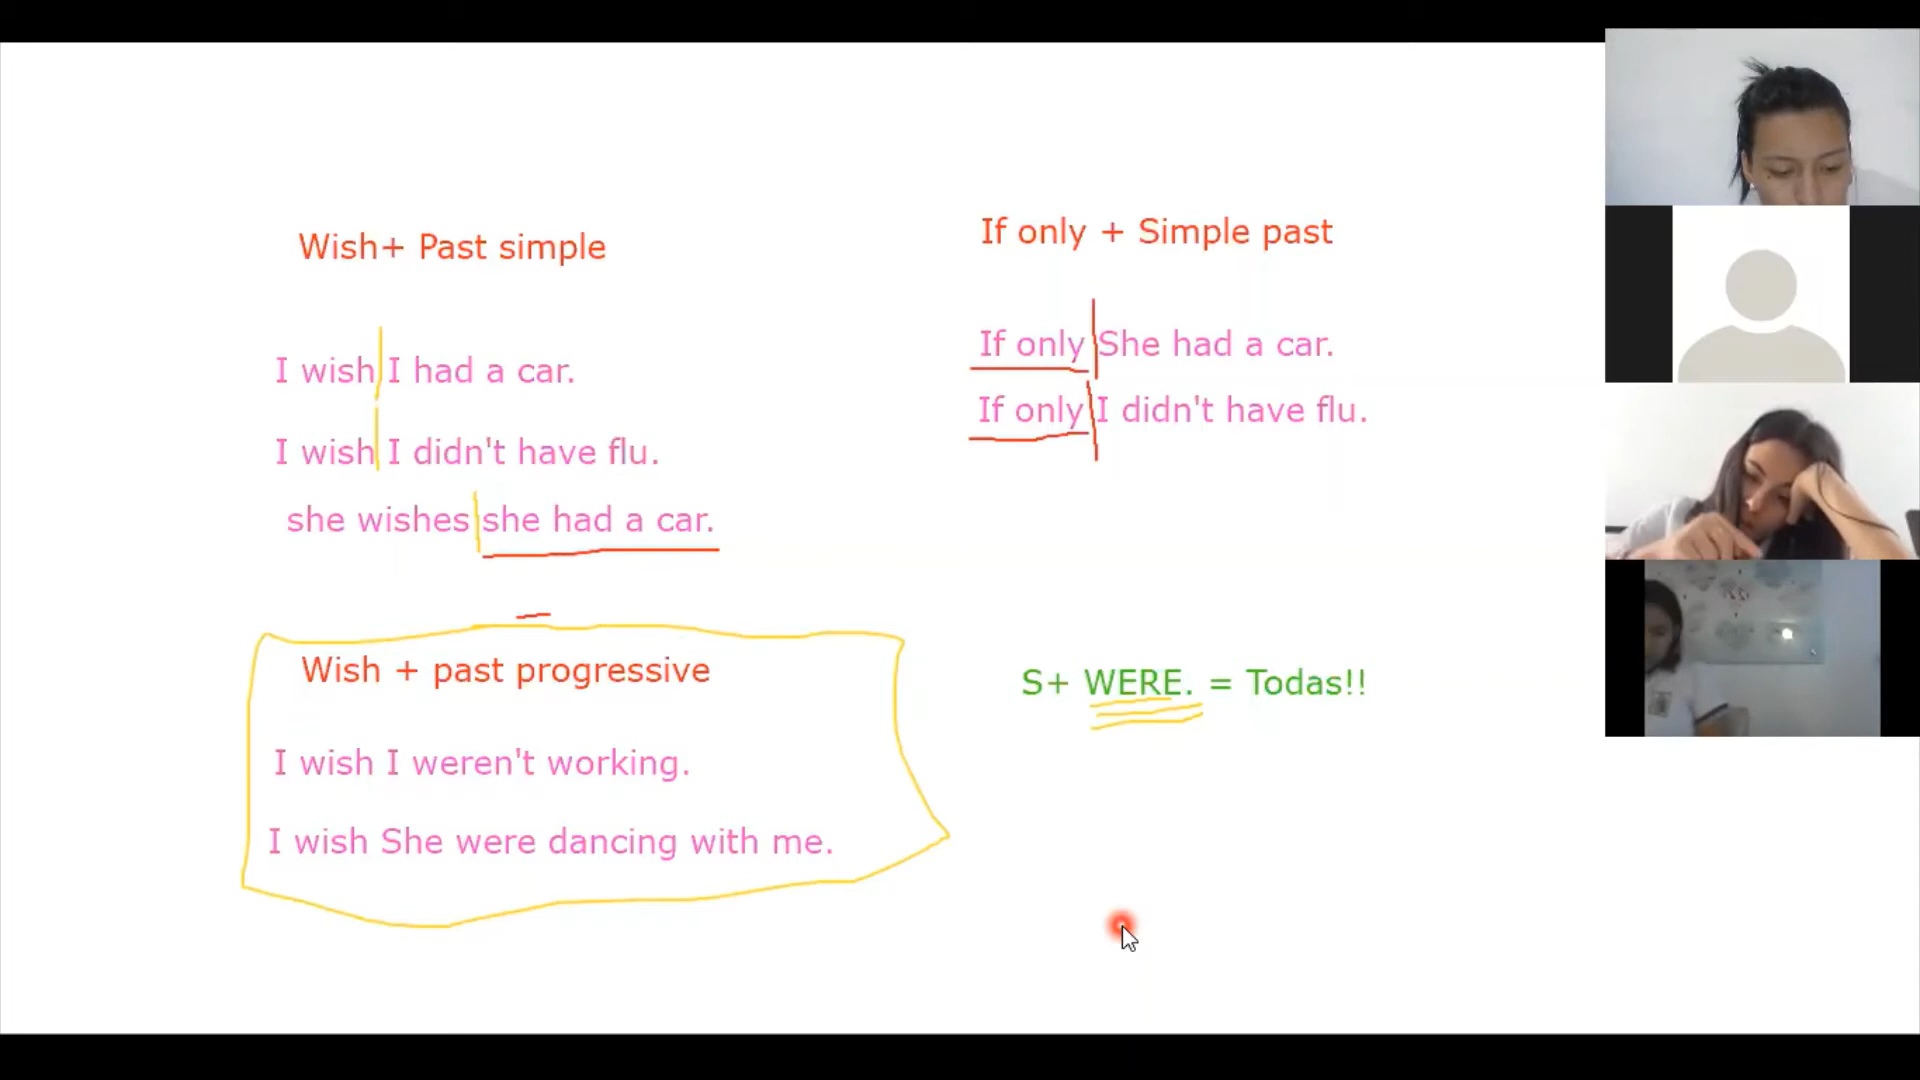 Wish+ Past simple
I wish I had a car.
I wish I didn't have flu.
she wishes she had a car.
Wish + past progressive
I wish I weren't working.
I wish She were dancing with me.
If only + Simple past
If only She had a car.
If only I didn't have flu.
S+ WERE. = Todas!!